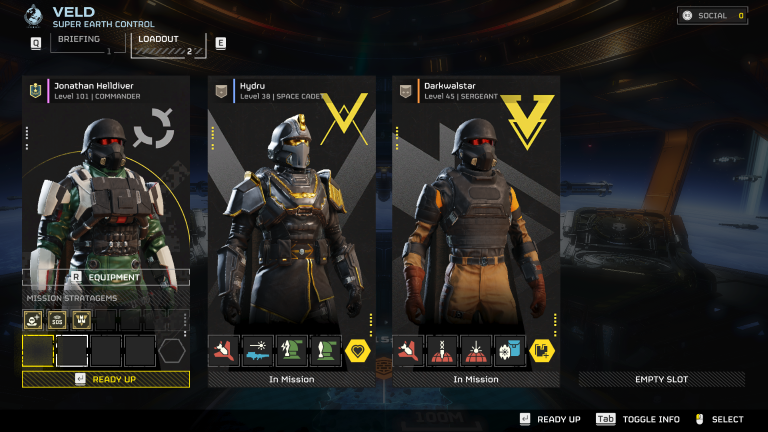 VELD
SUPER EARTH CONTROL
Q
BRIEFING
1
LOADOUT
2
E
SOCIAL 0
Jonathan Helldiver
Level 101 | COMMANDER
Hydru
Level 38 | SPACE CADET
Darkwalstar
Level 45 | SERGEANT
R EQUIPMENT
MISSION STRATAGEMS
SOS
READY UP
In Mission
In Mission
EMPTY SLOT
100M
READY UP
Tab TOGGLE INFO
SELECT